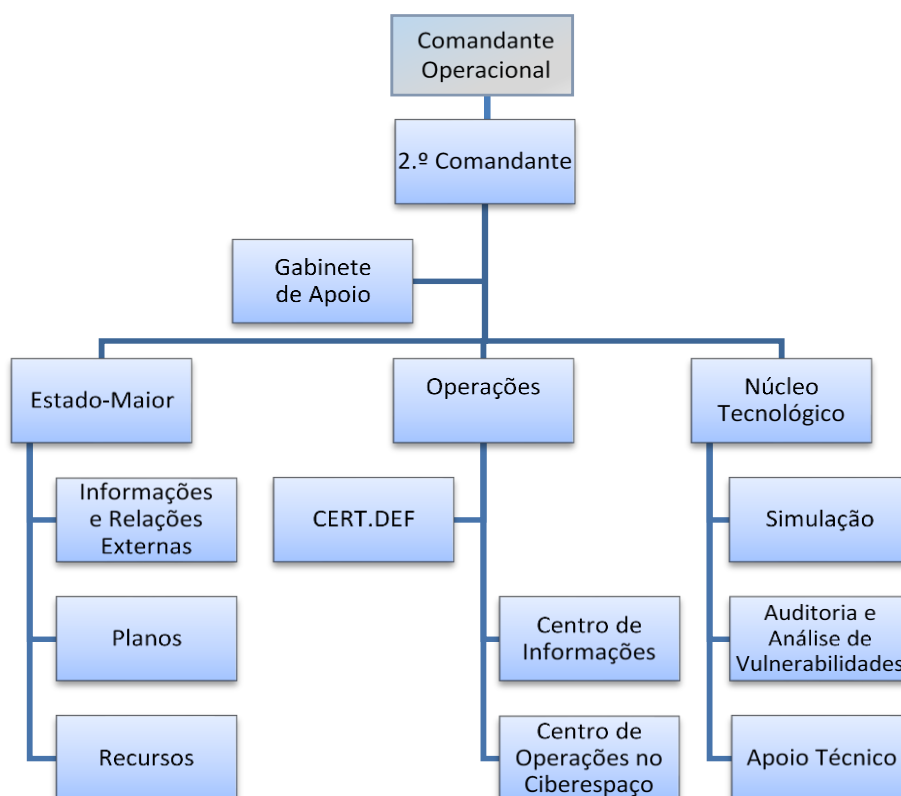 Comandante
Operacional
2.º Comandante
Gabinete
de Apoio
Estado-Maior
Operações
Núcleo
Tecnológico
Informações
e Relações
Externas
CERT.DEF
Simulação
Planos
Centro de
Informações
Auditoria e
Análise de
Vulnerabilidades
Recursos
Centro de
Operações no
Ciberespaço
Apoio Técnico